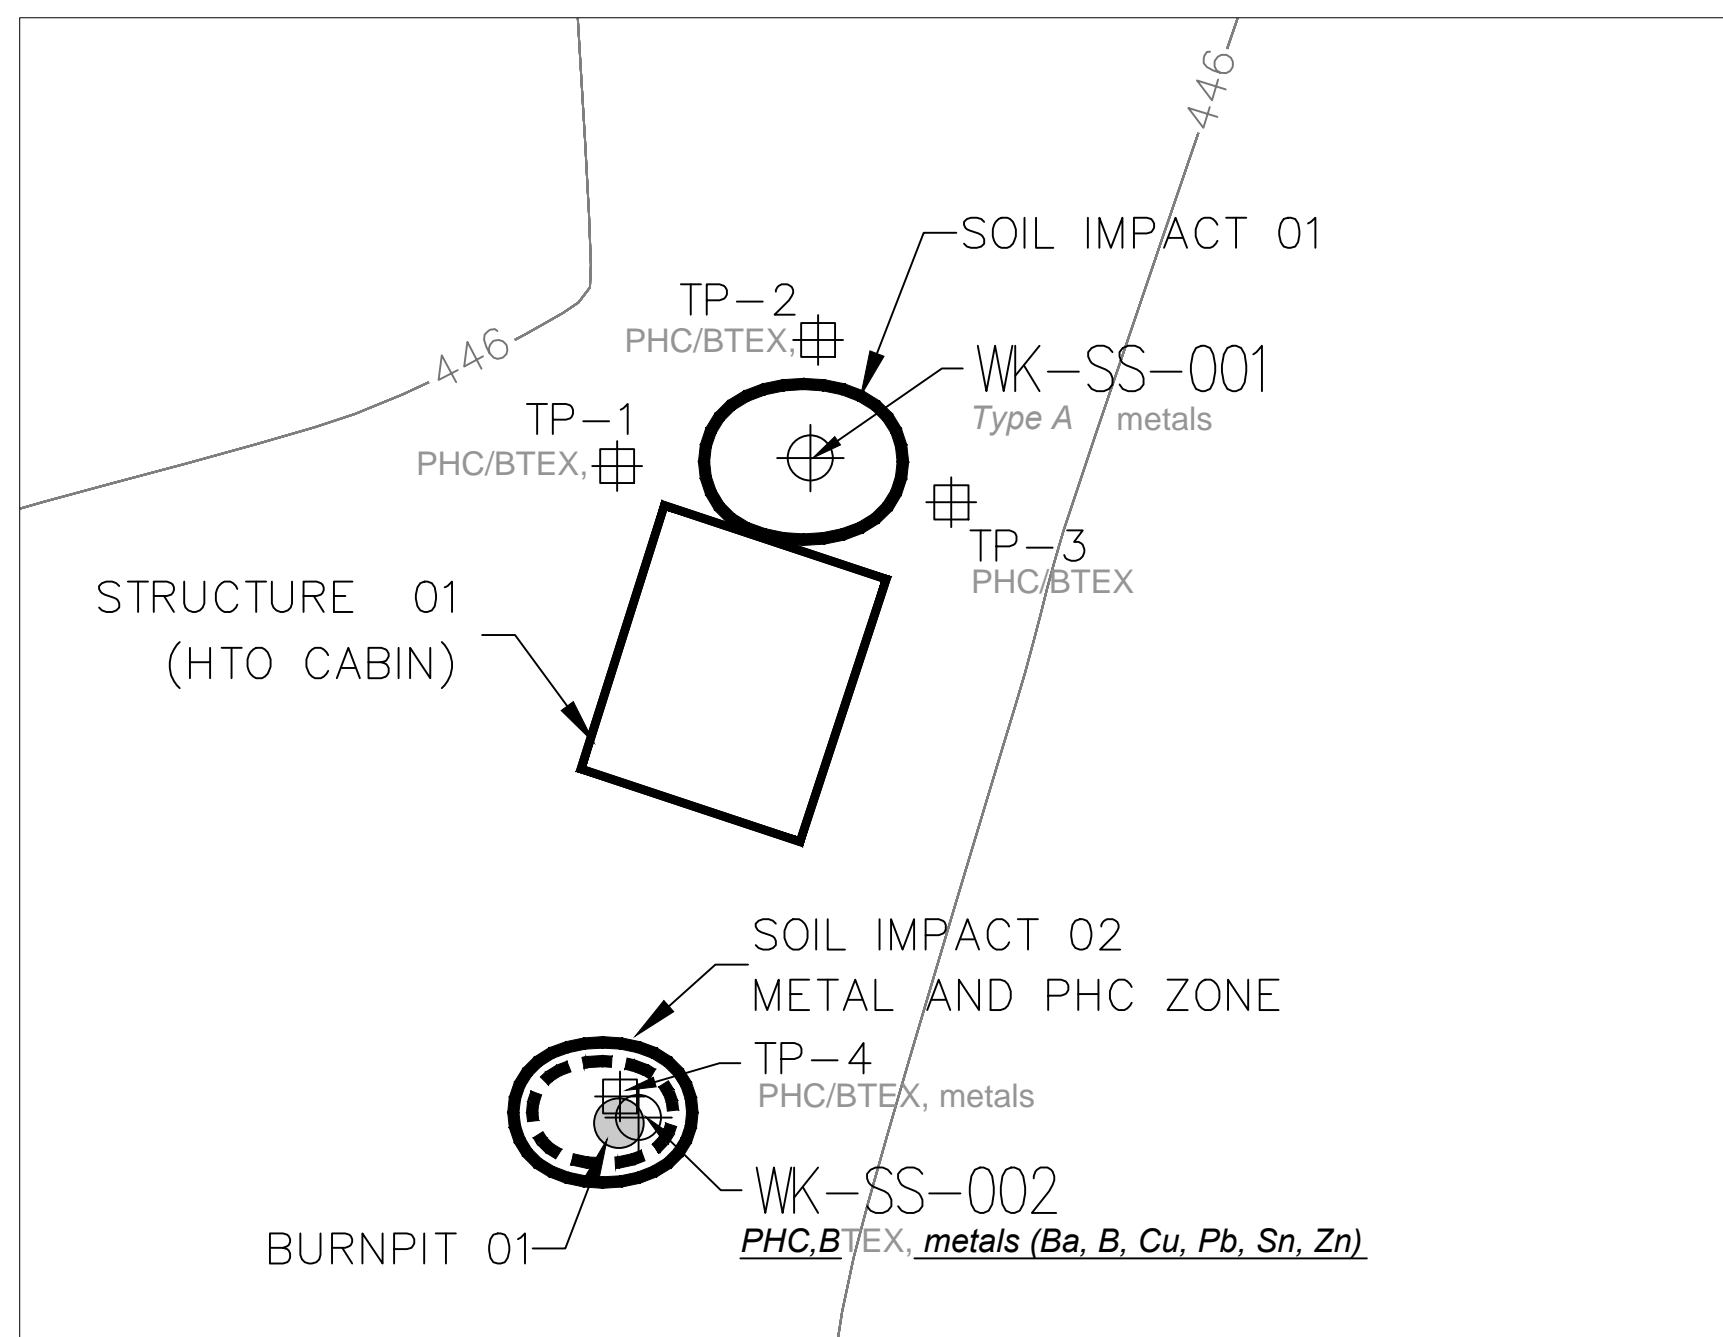 446
SOIL IMPACT 01
TP-2
PHC/BTEX,
446
WK-SS-001
Type A metals
TP-1
PHC/BTEX,
TP-3
PHC/BTEX
STRUCTURE 01
(HTO CABIN)
SOIL IMPACT 02
METAL AND PHC ZONE
TP-4
PHC/BTEX, metals
WK-SS-002
PHC,BTEX, metals (Ba, B, Cu, Pb, Sn, Zn)
BURNPIT 01